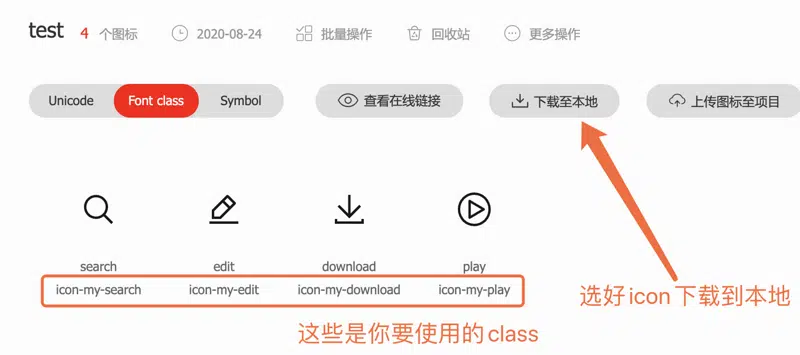 test 4 个图标 2020-08-24 批量操作 回收站 更多操作
Unicode Font class Symbol 查看在线链接 下载至本地 上传图标至项目
search edit download play
icon-my-search icon-my-edit icon-my-download icon-my-play
选好icon下载到本地
这些是你要使用的class